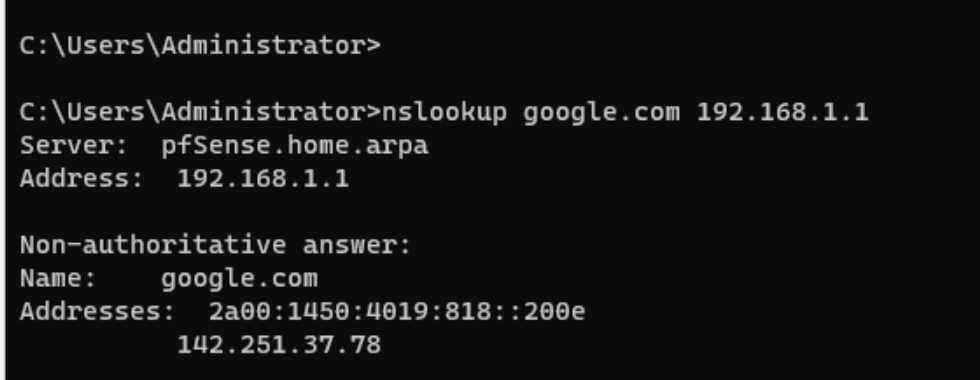 C:\Users\Administrator>
C:\Users\Administrator>nslookup google.com 192.168.1.1
Server:  pfSense.home.arpa
Address:  192.168.1.1
Non-authoritative answer:
Name:    google.com
Addresses:  2a00:1450:4019:818::200e
          142.251.37.78